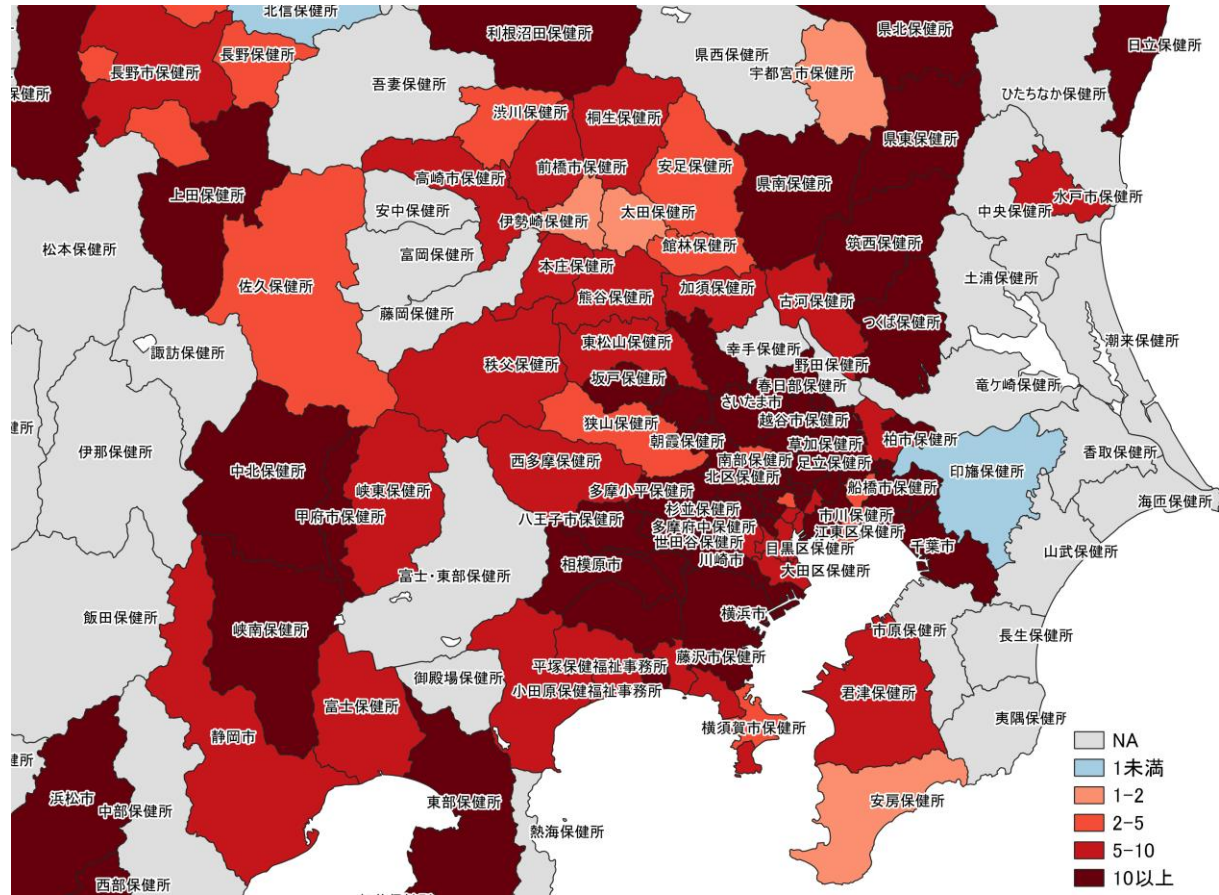 北信保健所
利根沼田保健所
県北保健所
日立保健所
長野市保健所
長野保健所
県西保健所
宇都宮市保健所
保健所
吾妻保健所
ひたちなか保健所
渋川保健所
桐生保健所
県東保健所
前橋市保健所
安足保健所
高崎市保健所
県南保健所
水戸市保健所
上田保健所
安中保健所
伊勢崎保健所
太田保健所
中央保健所
松本保健所
富岡保健所
館林保健所
筑西保健所
本庄保健所
土浦保健所
佐久保健所
熊谷保健所
加須保健所
古河保健所
藤岡保健所
つくば保健所
潮来保健所
諏訪保健所
東松山保健所
幸手保健所
秩父保健所
野田保健所
坂戸保健所
春日部保健所
竜ケ崎保健所
さいたま市
狭山保健所
越谷市保健所
健所
伊那保健所
朝霞保健所
草加保健所
柏市保健所
香取保健所
中北保健所
西多摩保健所
南部保健所
足立保健所
印旛保健所
峡東保健所
北区保健所
多摩小平保健所
船橋市保健所
海匝保健所
甲府市保健所
八王子市保健所
杉並保健所
市川保健所
多摩府中保健所
江東区保健所
世田谷保健所
目黒区保健所
千葉市
山武保健所
川崎市
相模原市
大田区保健所
富士・東部保健所
飯田保健所
横浜市
峡南保健所
市原保健所
長生保健所
藤沢市保健所
御殿場保健所
平塚保健福祉事務所
小田原保健福祉事務所
君津保健所
富士保健所
夷隅保健所
静岡市
横須賀市保健所
健所
NA
1未満
浜松市
中部保健所
東部保健所
安房保健所
1-2
熱海保健所
2-5
5-10
西部保健所
10以上